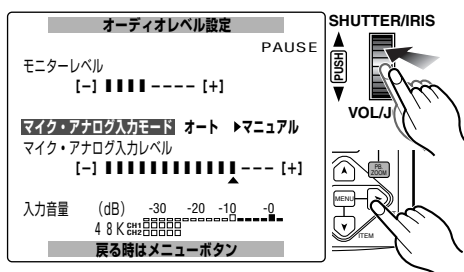 オーディオレベル設定
PAUSE
モニターレベル
[−] ▮▮▮▮ - - - - [+]
マイク・アナログ入力モード オート ▶マニュアル
マイク・アナログ入力レベル
[−] ▮▮▮▮▮▮▮▮▮▮▮▮ - - - [+]
入力音量 (dB) -30 -20 -10 -0
48K CH1
CH2
戻る時はメニューボタン
SHUTTER/IRIS
PUSH
VOL/J
PB. ZOOM
MENU
ITEM